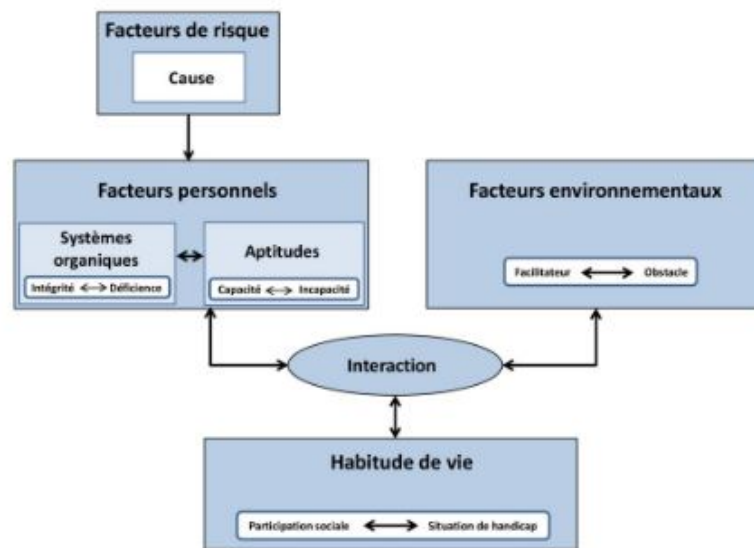 Facteurs de risque
Cause
Facteurs personnels
Facteurs environnementaux
Systèmes
organiques
Aptitudes
Intégrité
Déficience
Capacité
Incapacité
Facilitateur
Obstacle
Interaction
Habitude de vie
Participation sociale
Situation de handicap